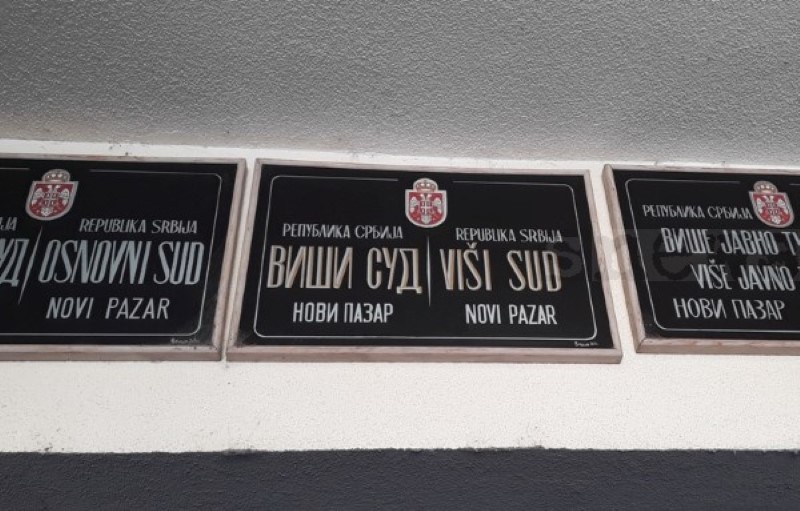 СУД
REPUBLIKA SRBIJA
OSNOVNI SUD
NOVI PAZAR
РЕПУБЛИКА СРБИЈА
ВИШИ СУД
НОВИ ПАЗАР
REPUBLIKA SRBIJA
VIŠI SUD
NOVI PAZAR
РЕПУБЛИКА СРБИЈА
ВИШЕ ЈАВНО Т
VIŠE JAVNO
НОВИ ПАЗАР